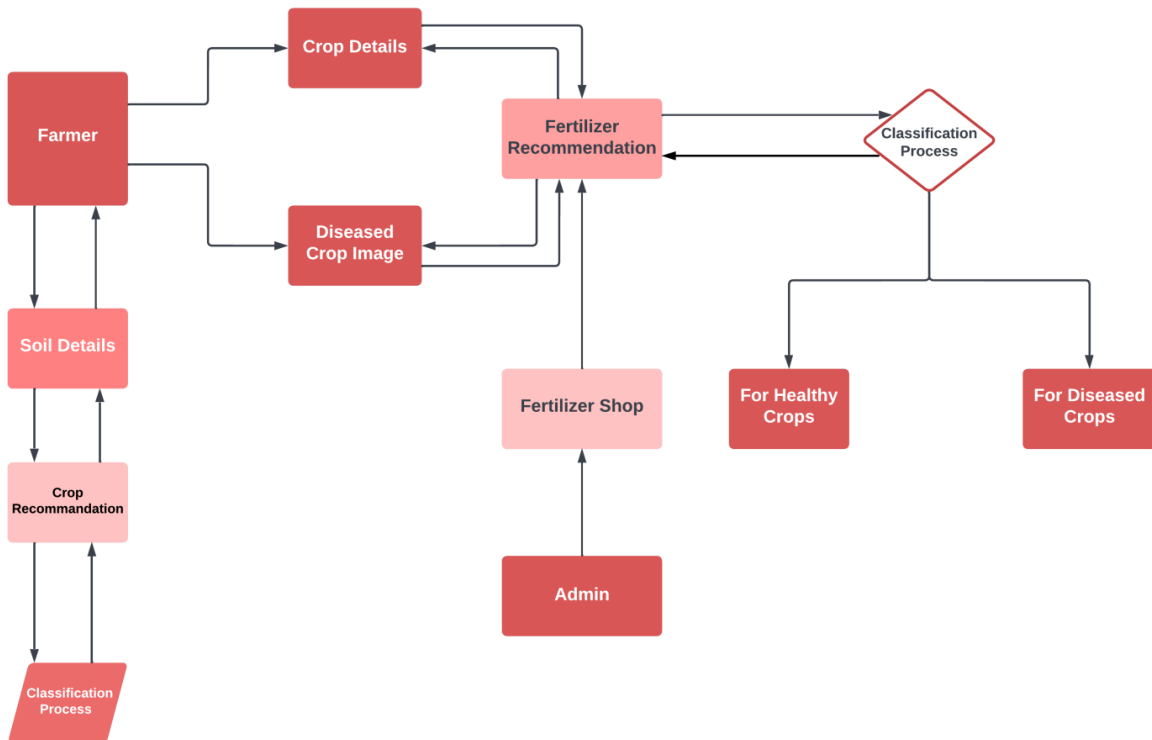 Crop Details
Farmer
Fertilizer
Recommendation
Classification
Process
Diseased
Crop Image
Soil Details
Fertilizer Shop
For Healthy
Crops
For Diseased
Crops
Crop
Recommandation
Admin
Classification
Process